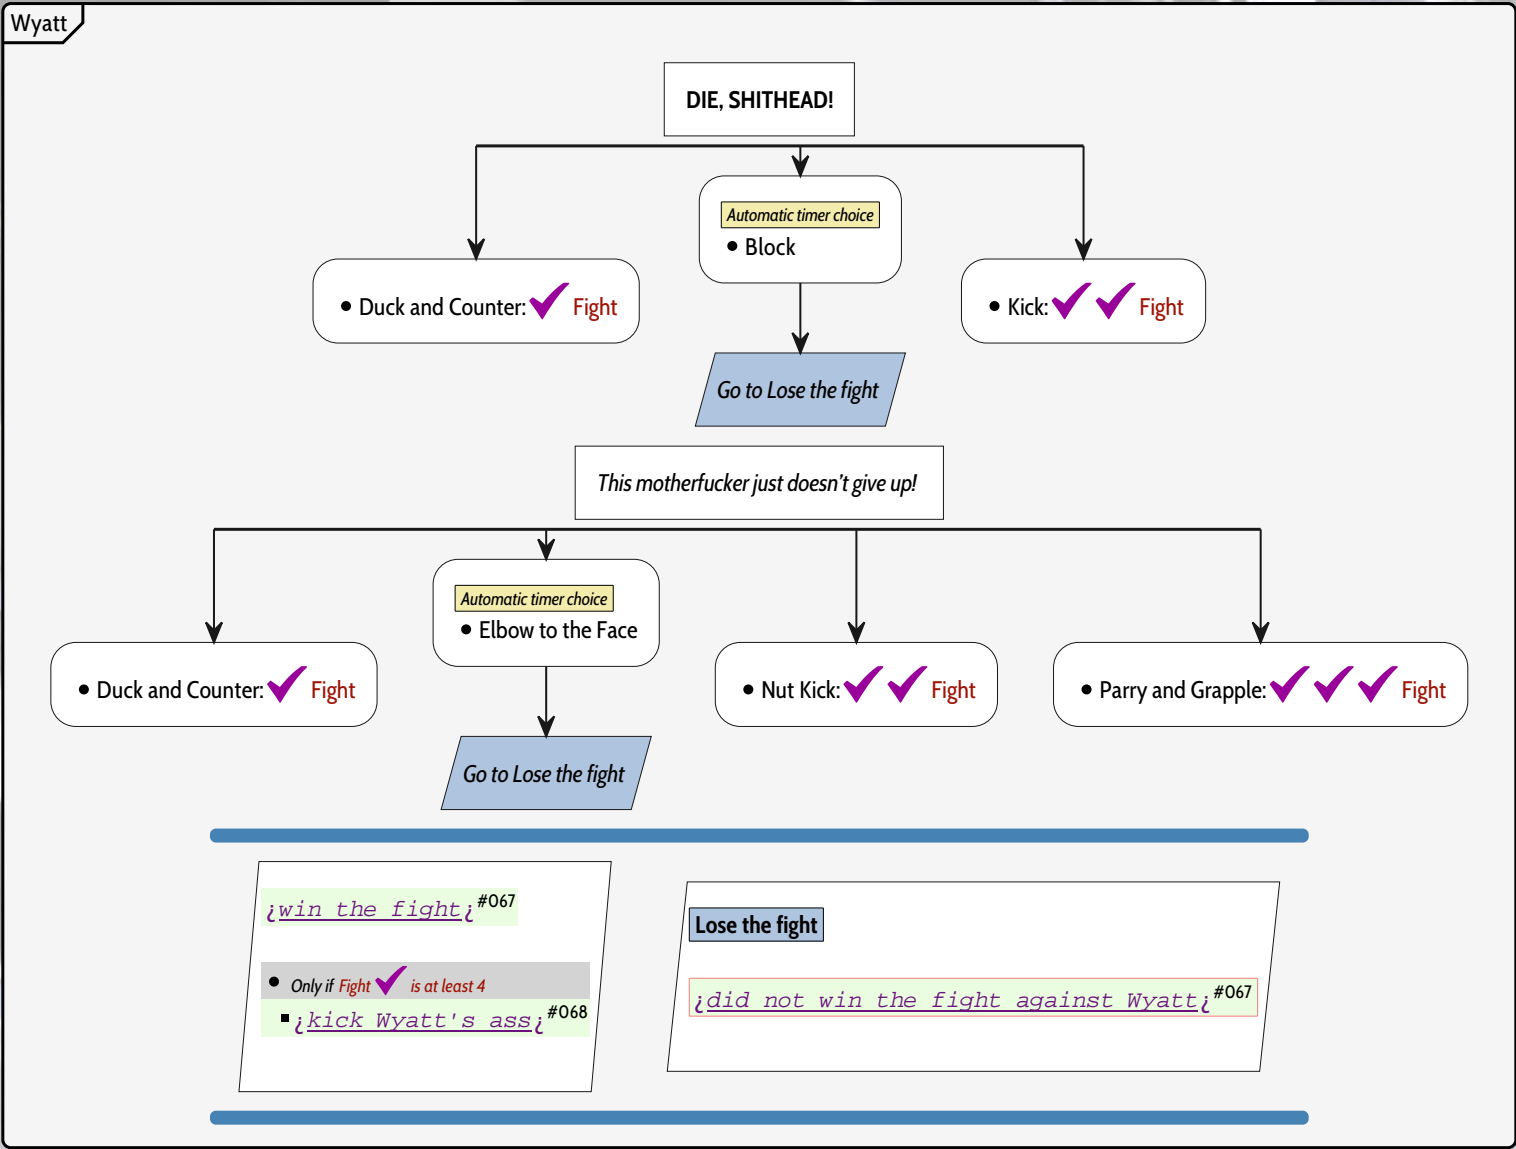 Wyatt
DIE, SHITHEAD!
Automatic timer choice
• Block
• Duck and Counter: ✔ Fight
• Kick: ✔ ✔ Fight
Go to Lose the fight
This motherfucker just doesn't give up!
Automatic timer choice
• Elbow to the Face
• Duck and Counter: ✔ Fight
• Nut Kick: ✔ ✔ Fight
• Parry and Grapple: ✔ ✔ ✔ Fight
Go to Lose the fight
¿win the fight¿#067
• Only if Fight ✔ is at least 4
▪ ¿kick Wyatt's ass¿#068
Lose the fight
¿did not win the fight against Wyatt¿#067